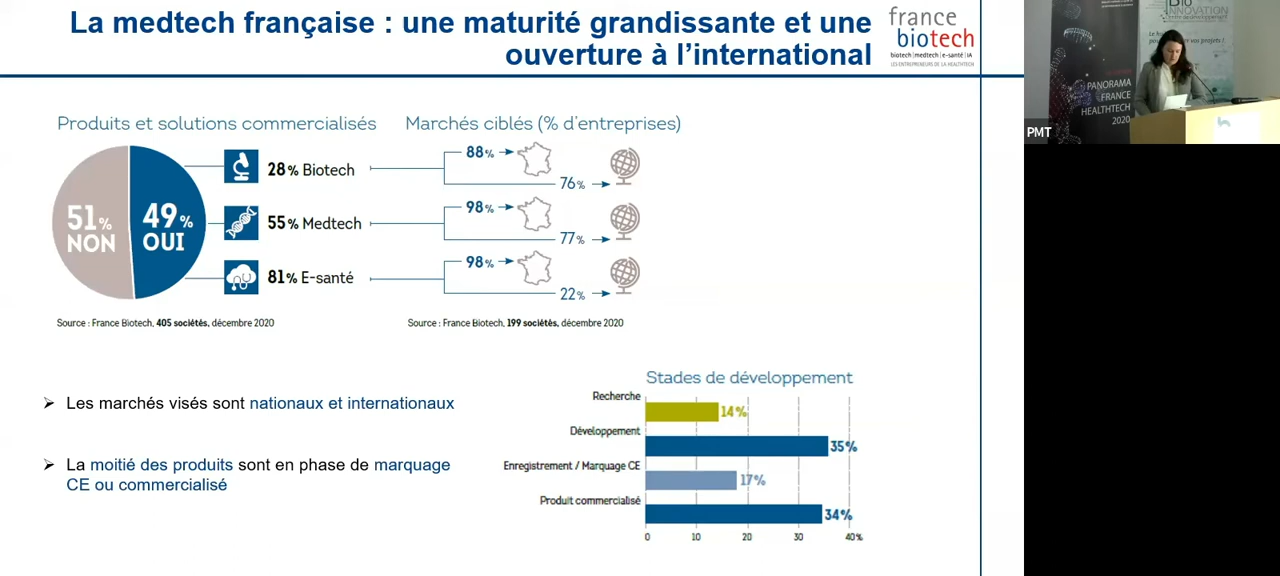 La medtech française : une maturité grandissante et une
ouverture à l'international
france
biotech
biotech|medtech|e-santé|IA
LES ENTREPRENEURS DE LA HEALTHTECH
Produits et solutions commercialisés
51%
NON
49%
OUI
28% Biotech
55% Medtech
81% E-santé
Source : France Biotech, 405 sociétés, décembre 2020
Marchés ciblés (% d'entreprises)
88%
76%
98%
77%
98%
22%
Source : France Biotech, 199 sociétés, décembre 2020
➢ Les marchés visés sont nationaux et internationaux
➢ La moitié des produits sont en phase de marquage
CE ou commercialisé
Stades de développement
Recherche
14%
Développement
35%
Enregistrement / Marquage CE
17%
Produit commercialisé
34%
0 10 20 30 40%
PANORAMA
FRANCE
HEALTHTECH
2020
INNOVATION
PMT